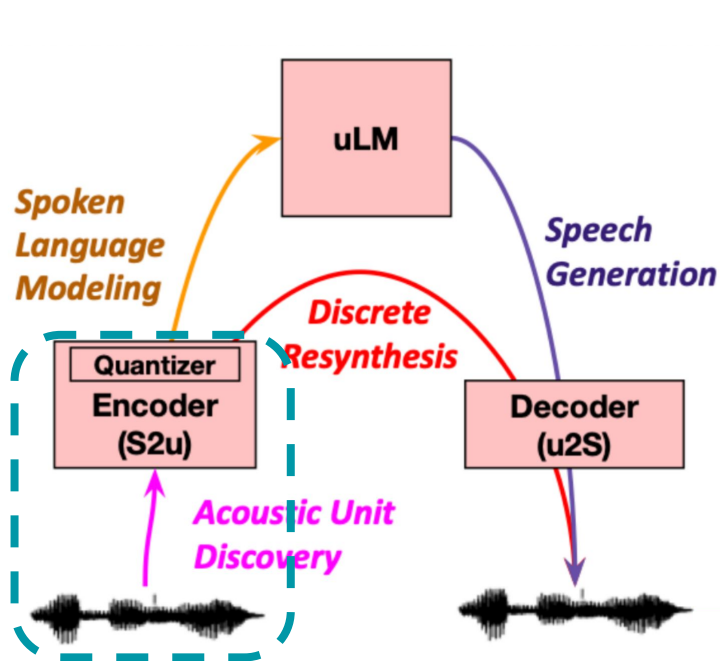 uLM
Spoken
Language
Modeling
Speech
Generation
Discrete
Resynthesis
Quantizer
Encoder
(S2u)
Decoder
(u2S)
Acoustic Unit
Discovery